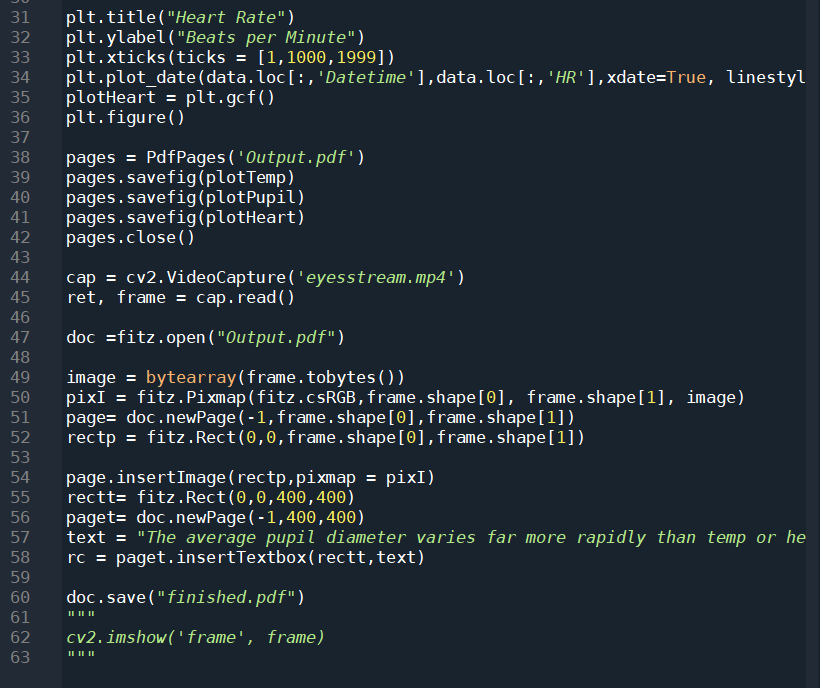 31 plt.title("Heart Rate")
32 plt.ylabel("Beats per Minute")
33 plt.xticks(ticks = [1,1000,1999])
34 plt.plot_date(data.loc[:,'Datetime'],data.loc[:,'HR'],xdate=True, linestyl
35 plotHeart = plt.gcf()
36 plt.figure()
37
38 pages = PdfPages('Output.pdf')
39 pages.savefig(plotTemp)
40 pages.savefig(plotPupil)
41 pages.savefig(plotHeart)
42 pages.close()
43
44 cap = cv2.VideoCapture('eyesstream.mp4')
45 ret, frame = cap.read()
46
47 doc =fitz.open("Output.pdf")
48
49 image = bytearray(frame.tobytes())
50 pixI = fitz.Pixmap(fitz.csRGB,frame.shape[0], frame.shape[1], image)
51 page= doc.newPage(-1,frame.shape[0],frame.shape[1])
52 rectp = fitz.Rect(0,0,frame.shape[0],frame.shape[1])
53
54 page.insertImage(rectp,pixmap = pixI)
55 rectt= fitz.Rect(0,0,400,400)
56 paget= doc.newPage(-1,400,400)
57 text = "The average pupil diameter varies far more rapidly than temp or he
58 rc = paget.insertTextbox(rectt,text)
59
60 doc.save("finished.pdf")
61 """
62 cv2.imshow('frame', frame)
63 """